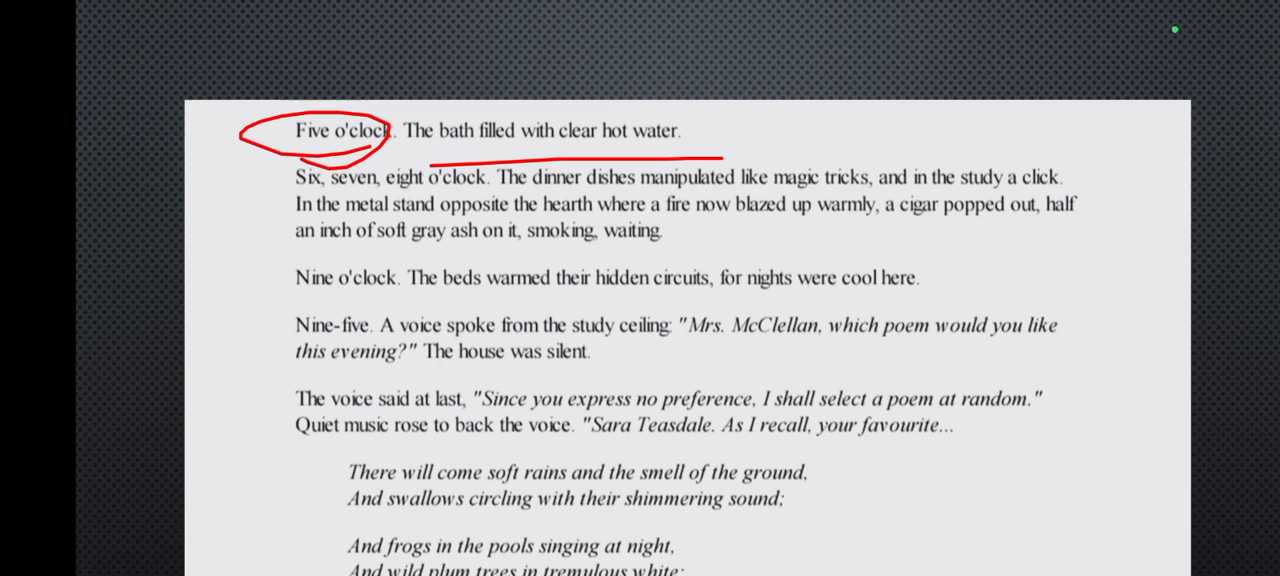 Five o'clock. The bath filled with clear hot water.
Six, seven, eight o'clock. The dinner dishes manipulated like magic tricks, and in the study a click.
In the metal stand opposite the hearth where a fire now blazed up warmly, a cigar popped out, half
an inch of soft gray ash on it, smoking, waiting.
Nine o'clock. The beds warmed their hidden circuits, for nights were cool here.
Nine-five. A voice spoke from the study ceiling: "Mrs. McClellan, which poem would you like
this evening?" The house was silent.
The voice said at last, "Since you express no preference, I shall select a poem at random."
Quiet music rose to back the voice. "Sara Teasdale. As I recall, your favourite...
There will come soft rains and the smell of the ground,
And swallows circling with their shimmering sound;
And frogs in the pools singing at night,
And wild plum trees in tremulous white;